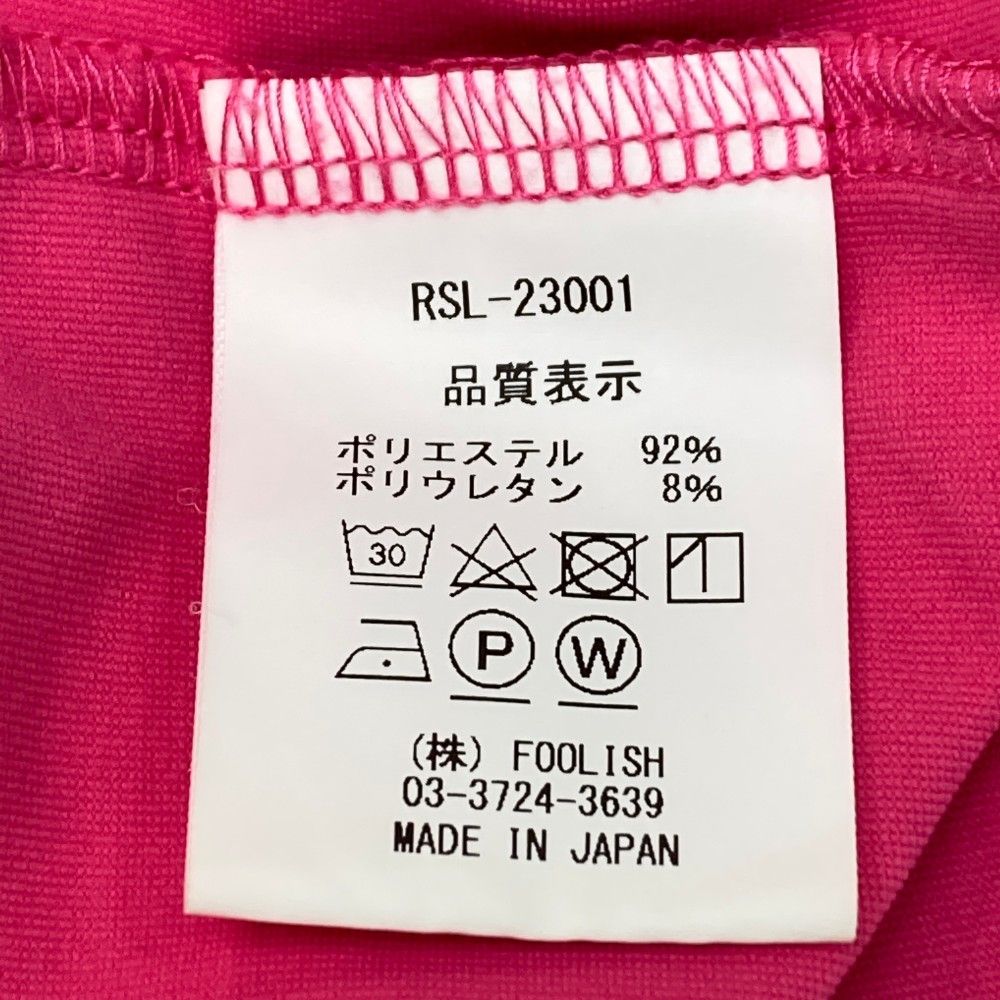 RSL-23001
品質表示
ポリエステル 92%
ポリウレタン 8%
30
P W
(株) FOOLISH
03-3724-3639
MADE IN JAPAN